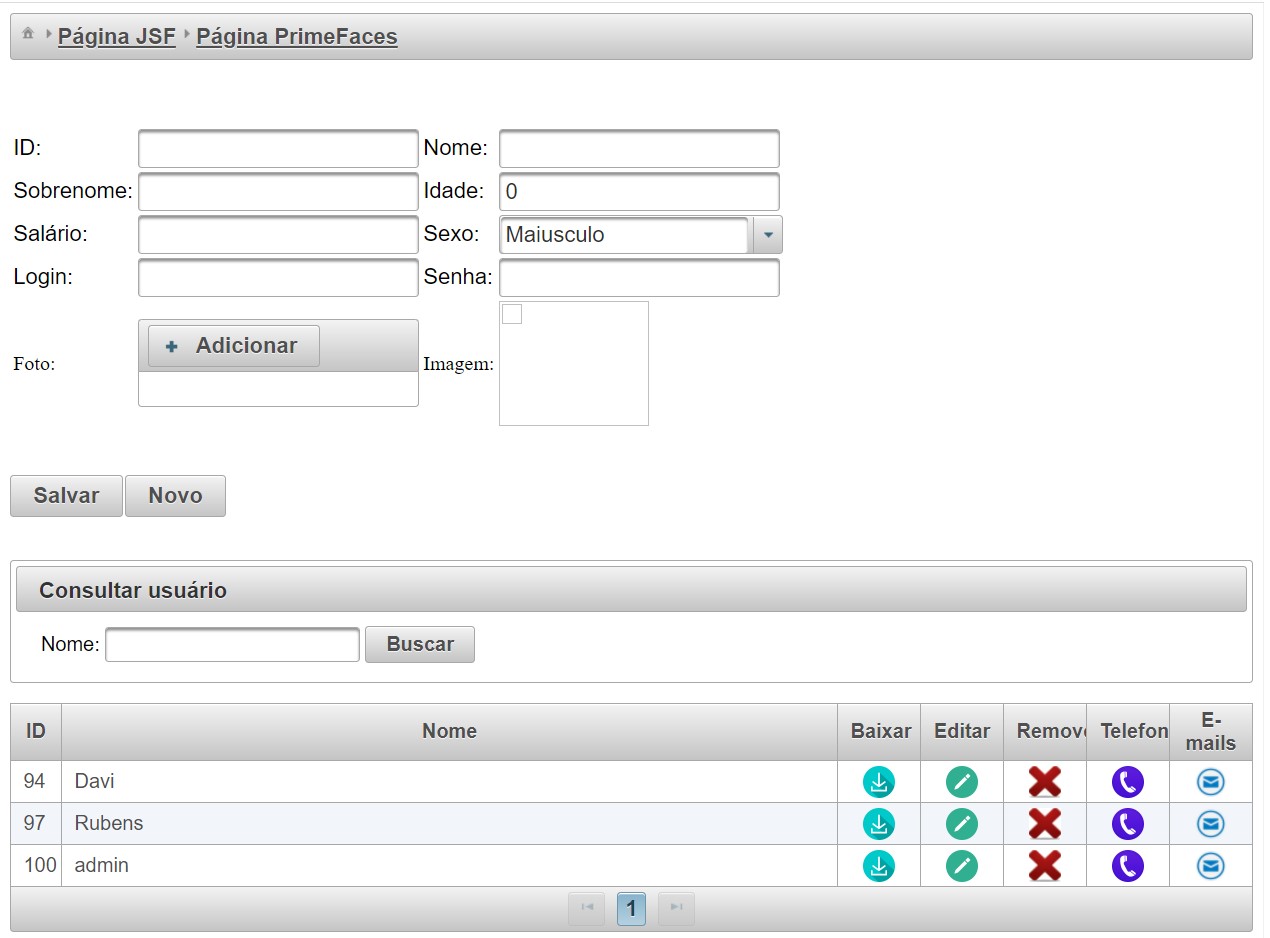 Página JSF Página PrimeFaces
ID: Nome:
Sobrenome: Idade: 0
Salário: Sexo: Maiusculo
Login: Senha:
Foto: Adicionar Imagem:
Salvar Novo
Consultar usuário
Nome: Buscar
ID Nome Baixar Editar Remove Telefon E-
mails
94 Davi
97 Rubens
100 admin
1